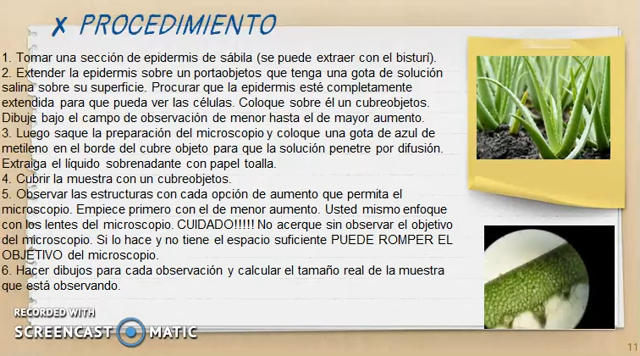 ✗ PROCEDIMIENTO
1. Tomar una sección de epidermis de sábila (se puede extraer con el bisturí).
2. Extender la epidermis sobre un portaobjetos que tenga una gota de solución
salina sobre su superficie. Procurar que la epidermis esté completamente
extendida para que pueda ver las células. Coloque sobre él un cubreobjetos.
Dibuje bajo el campo de observación de menor hasta el de mayor aumento.
3. Luego saque la preparación del microscopio y coloque una gota de azul de
metileno en el borde del cubre objeto para que la solución penetre por difusión.
Extraiga el líquido sobrenadante con papel toalla.
4. Cubrir la muestra con un cubreobjetos.
5. Observar las estructuras con cada opción de aumento que permita el
microscopio. Empiece primero con el de menor aumento. Usted mismo enfoque
con los lentes del microscopio. CUIDADO!!!!! No acerque sin observar el objetivo
del microscopio. Si lo hace y no tiene el espacio suficiente PUEDE ROMPER EL
OBJETIVO del microscopio.
6. Hacer dibujos para cada observación y calcular el tamaño real de la muestra
que está observando.
RECORDED WITH
SCREENCAST MATIC
11